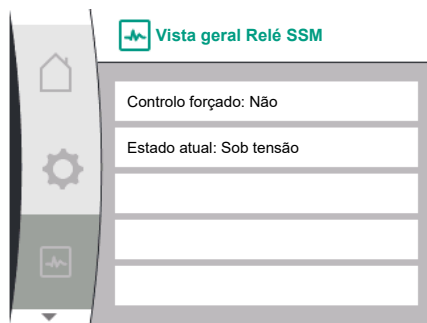 Vista geral Relé SSM
Controlo forçado: Não
Estado atual: Sob tensão